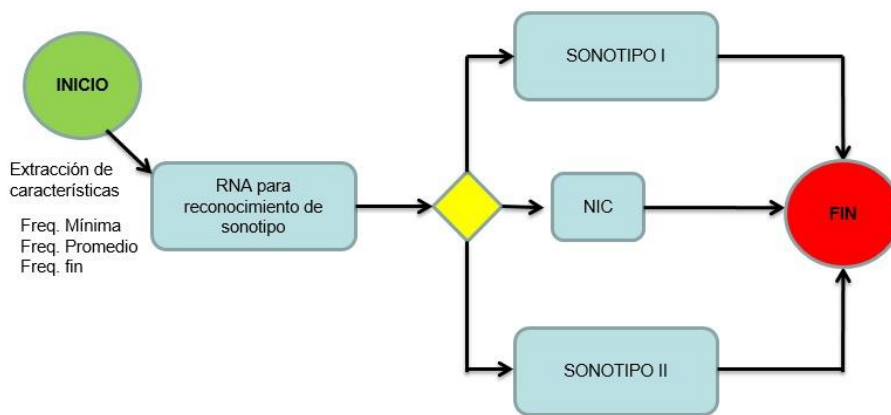 INICIO
Extracción de
características
Freq. Mínima
Freq. Promedio
Freq. fin
RNA para
reconocimiento de
sonotipo
SONOTIPO I
NIC
SONOTIPO II
FIN